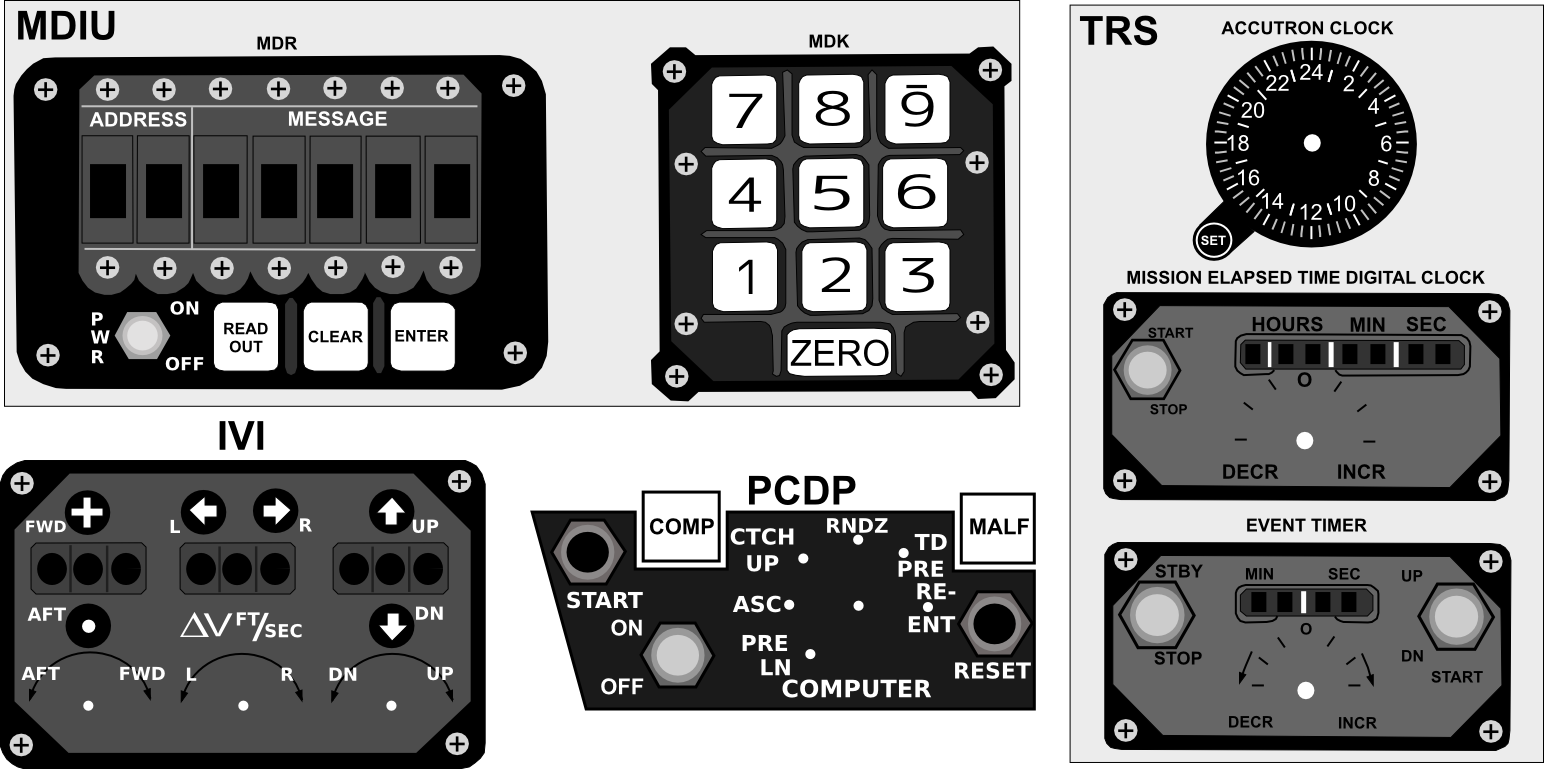 MDIU
MDR
ADDRESS MESSAGE
P
W
R
ON
OFF
READ
OUT
CLEAR
ENTER
MDK
7 8 9
4 5 6
1 2 3
ZERO
TRS
ACCUTRON CLOCK
24
2
4
6
8
10
12
14
16
18
20
22
SET
MISSION ELAPSED TIME DIGITAL CLOCK
START
STOP
HOURS MIN SEC
O
DECR INCR
EVENT TIMER
STBY
STOP
MIN SEC
O
UP
DN
START
DECR INCR
IVI
FWD
L R
UP
AFT
ΔV FT/SEC
DN
AFT FWD
L R
DN UP
PCDP
COMP
MALF
START
ON
OFF
CTCH
UP
RNDZ
TD
PRE
ASC
RE-
ENT
PRE
LN
COMPUTER
RESET